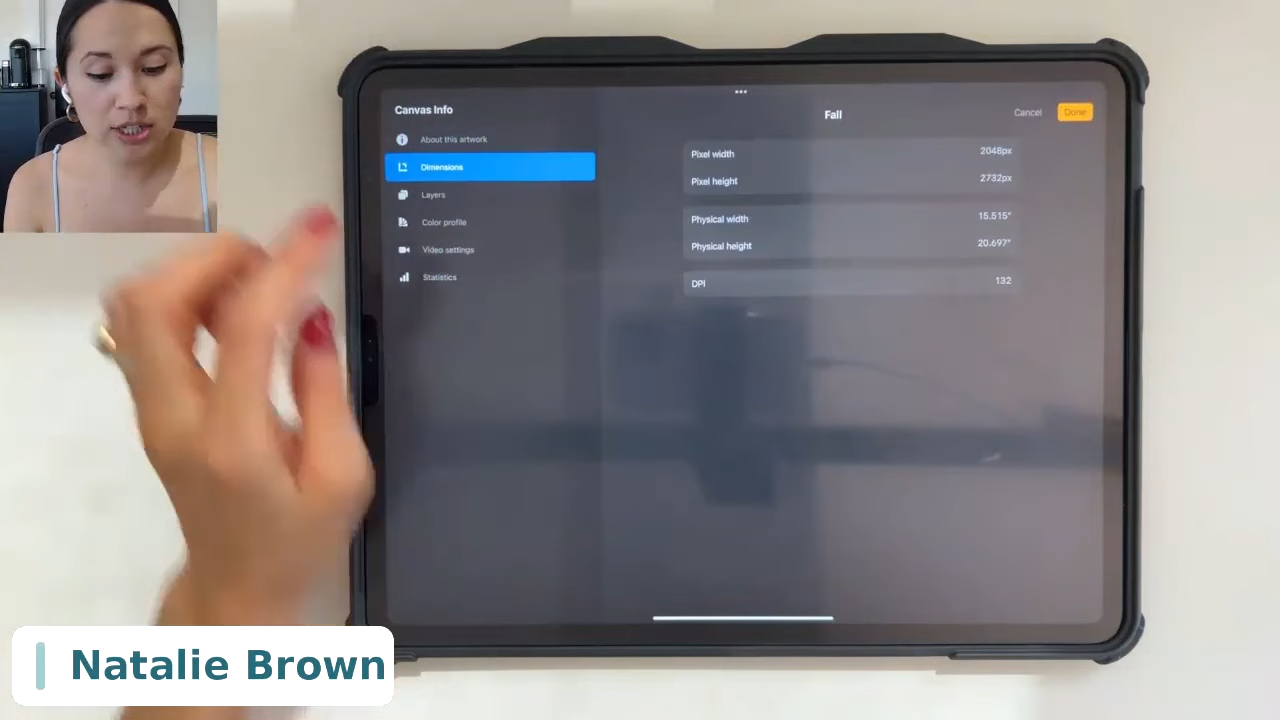 Canvas Info
About this artwork
Dimensions
Layers
Color profile
Video settings
Statistics
Fall
Cancel
Done
Pixel width 2048px
Pixel height 2732px
Physical width 15.515"
Physical height 20.697"
DPI 132
Natalie Brown